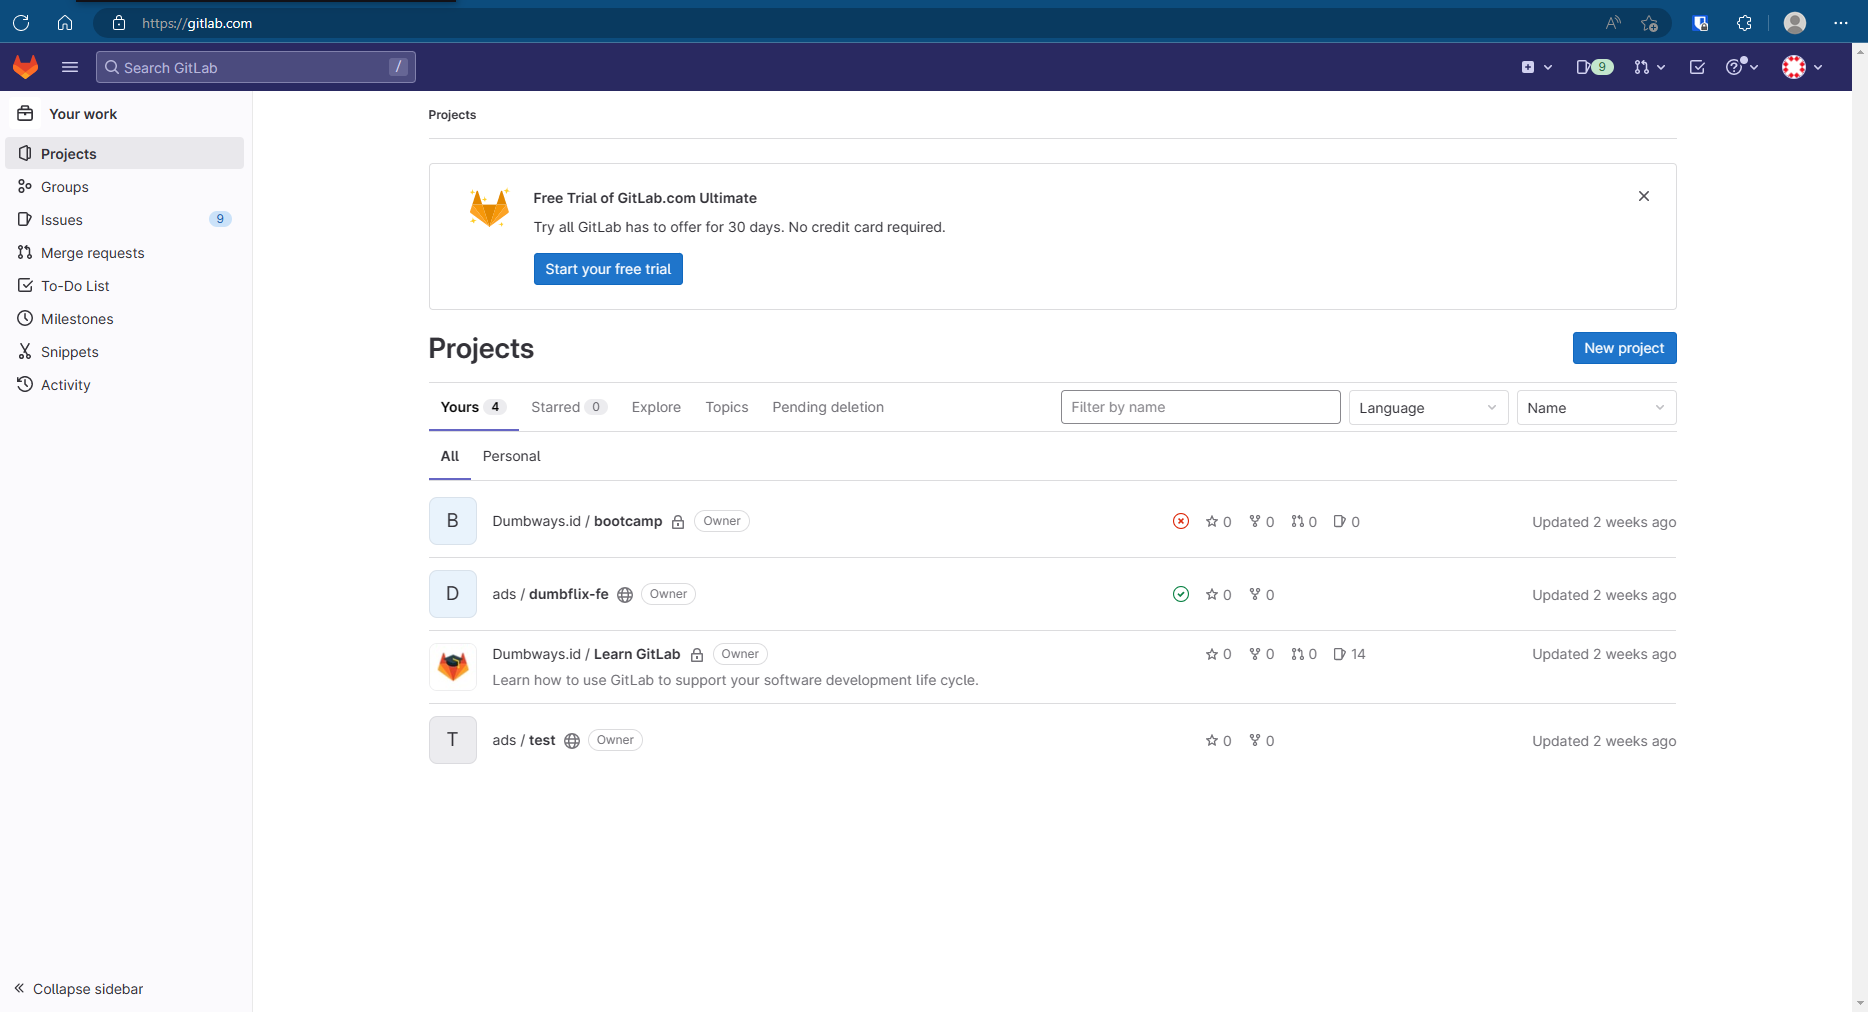 https://gitlab.com
Search GitLab /
9
Your work
Projects
Groups
Issues 9
Merge requests
To-Do List
Milestones
Snippets
Activity
Collapse sidebar
Projects
Free Trial of GitLab.com Ultimate
Try all GitLab has to offer for 30 days. No credit card required.
Start your free trial
Projects
New project
Yours 4 Starred 0 Explore Topics Pending deletion Filter by name Language Name
All Personal
B Dumbways.id / bootcamp Owner 0 0 0 0 Updated 2 weeks ago
D ads / dumbflix-fe Owner 0 0 Updated 2 weeks ago
Dumbways.id / Learn GitLab Owner 0 0 0 14 Updated 2 weeks ago
Learn how to use GitLab to support your software development life cycle.
T ads / test Owner 0 0 Updated 2 weeks ago